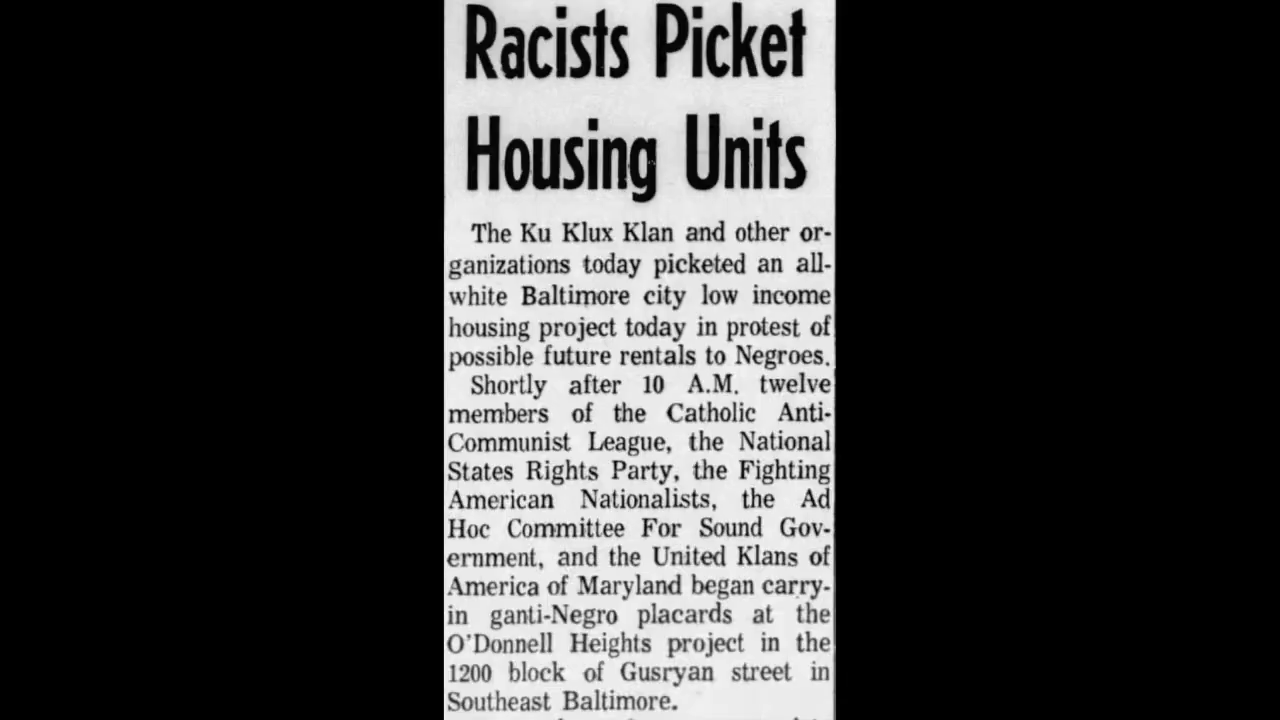 Racists Picket
Housing Units
The Ku Klux Klan and other or-
ganizations today picketed an all-
white Baltimore city low income
housing project today in protest of
possible future rentals to Negroes.
Shortly after 10 A.M. twelve
members of the Catholic Anti-
Communist League, the National
States Rights Party, the Fighting
American Nationalists, the Ad
Hoc Committee For Sound Gov-
ernment, and the United Klans of
America of Maryland began carry-
in ganti-Negro placards at the
O'Donnell Heights project in the
1200 block of Gusryan street in
Southeast Baltimore.